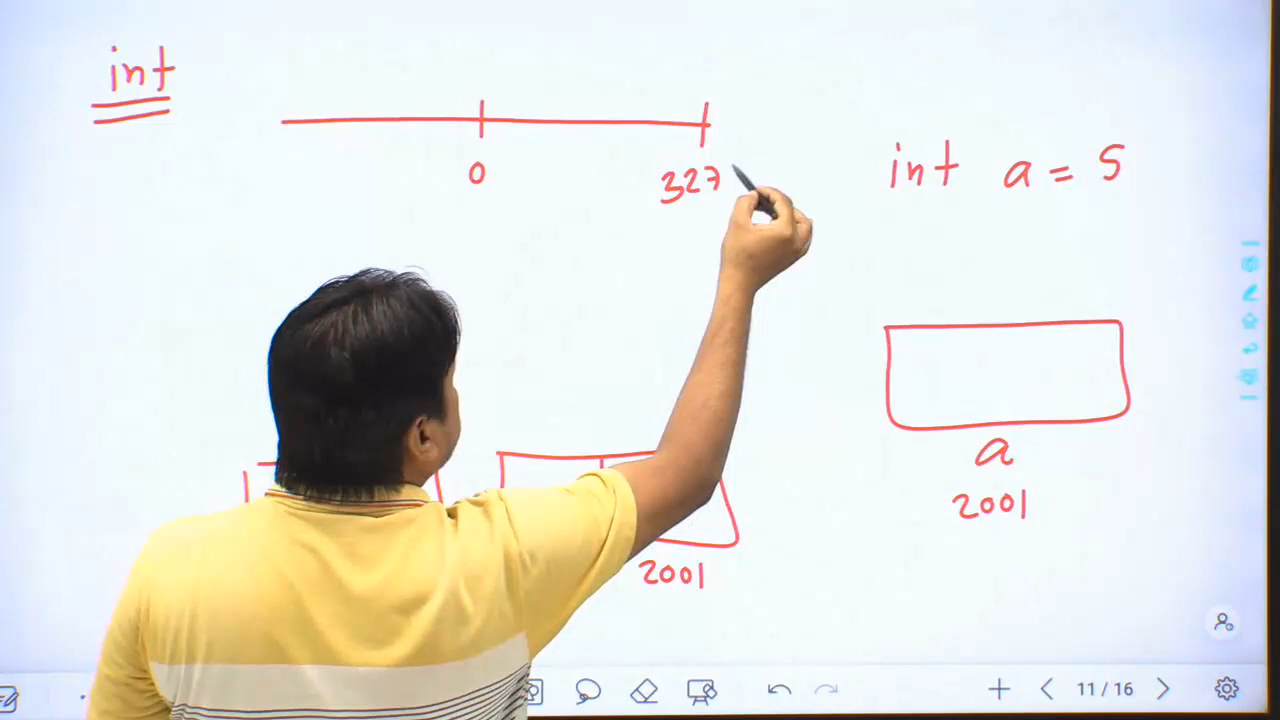 int
0 327
int a = 5
a
2001
2001
11 / 16